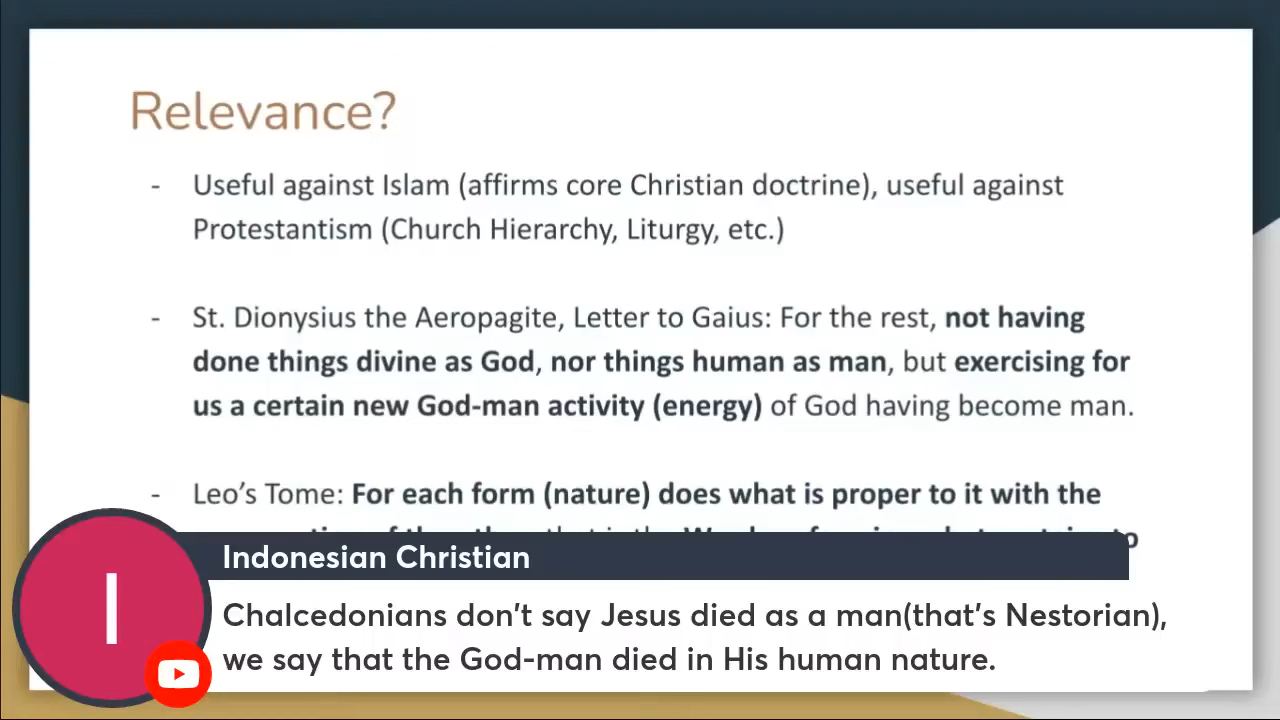 Relevance?
- Useful against Islam (affirms core Christian doctrine), useful against
Protestantism (Church Hierarchy, Liturgy, etc.)
- St. Dionysius the Aeropagite, Letter to Gaius: For the rest, not having
done things divine as God, nor things human as man, but exercising for
us a certain new God-man activity (energy) of God having become man.
- Leo's Tome: For each form (nature) does what is proper to it with the
I
Indonesian Christian
Chalcedonians don't say Jesus died as a man(that's Nestorian),
we say that the God-man died in His human nature.